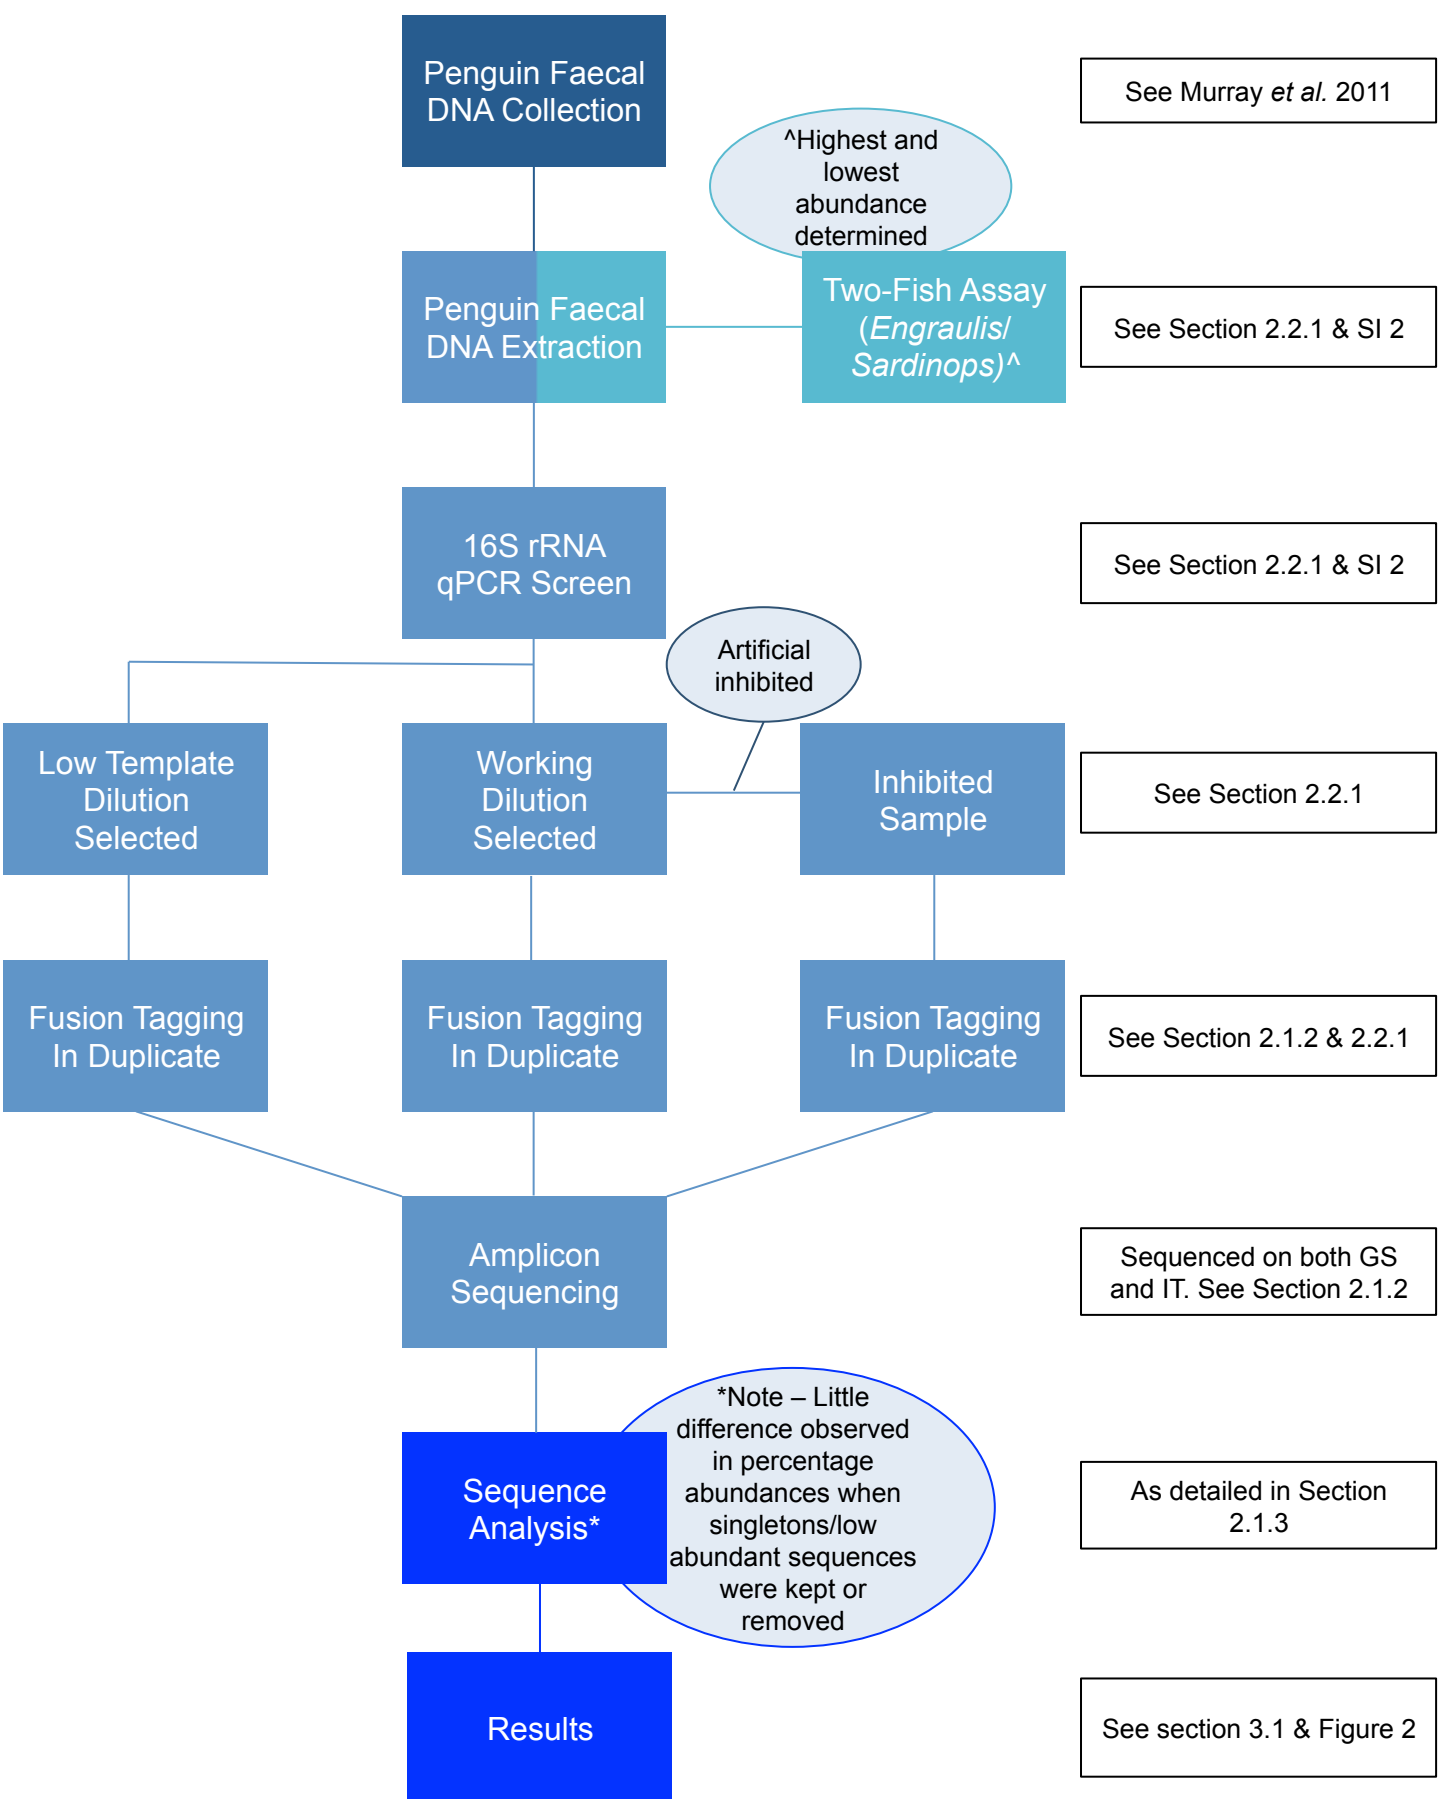 Penguin Faecal
DNA Collection
See Murray et al. 2011
^Highest and
lowest
abundance
determined
Penguin Faecal
DNA Extraction
Two-Fish Assay
(Engraulis/
Sardinops)^
See Section 2.2.1 & SI 2
16S rRNA
qPCR Screen
See Section 2.2.1 & SI 2
Artificial
inhibited
Low Template
Dilution
Selected
Working
Dilution
Selected
Inhibited
Sample
See Section 2.2.1
Fusion Tagging
In Duplicate
Fusion Tagging
In Duplicate
Fusion Tagging
In Duplicate
See Section 2.1.2 & 2.2.1
Amplicon
Sequencing
Sequenced on both GS
and IT. See Section 2.1.2
Sequence
Analysis*
*Note – Little
difference observed
in percentage
abundances when
singletons/low
abundant sequences
were kept or
removed
As detailed in Section
2.1.3
Results
See section 3.1 & Figure 2